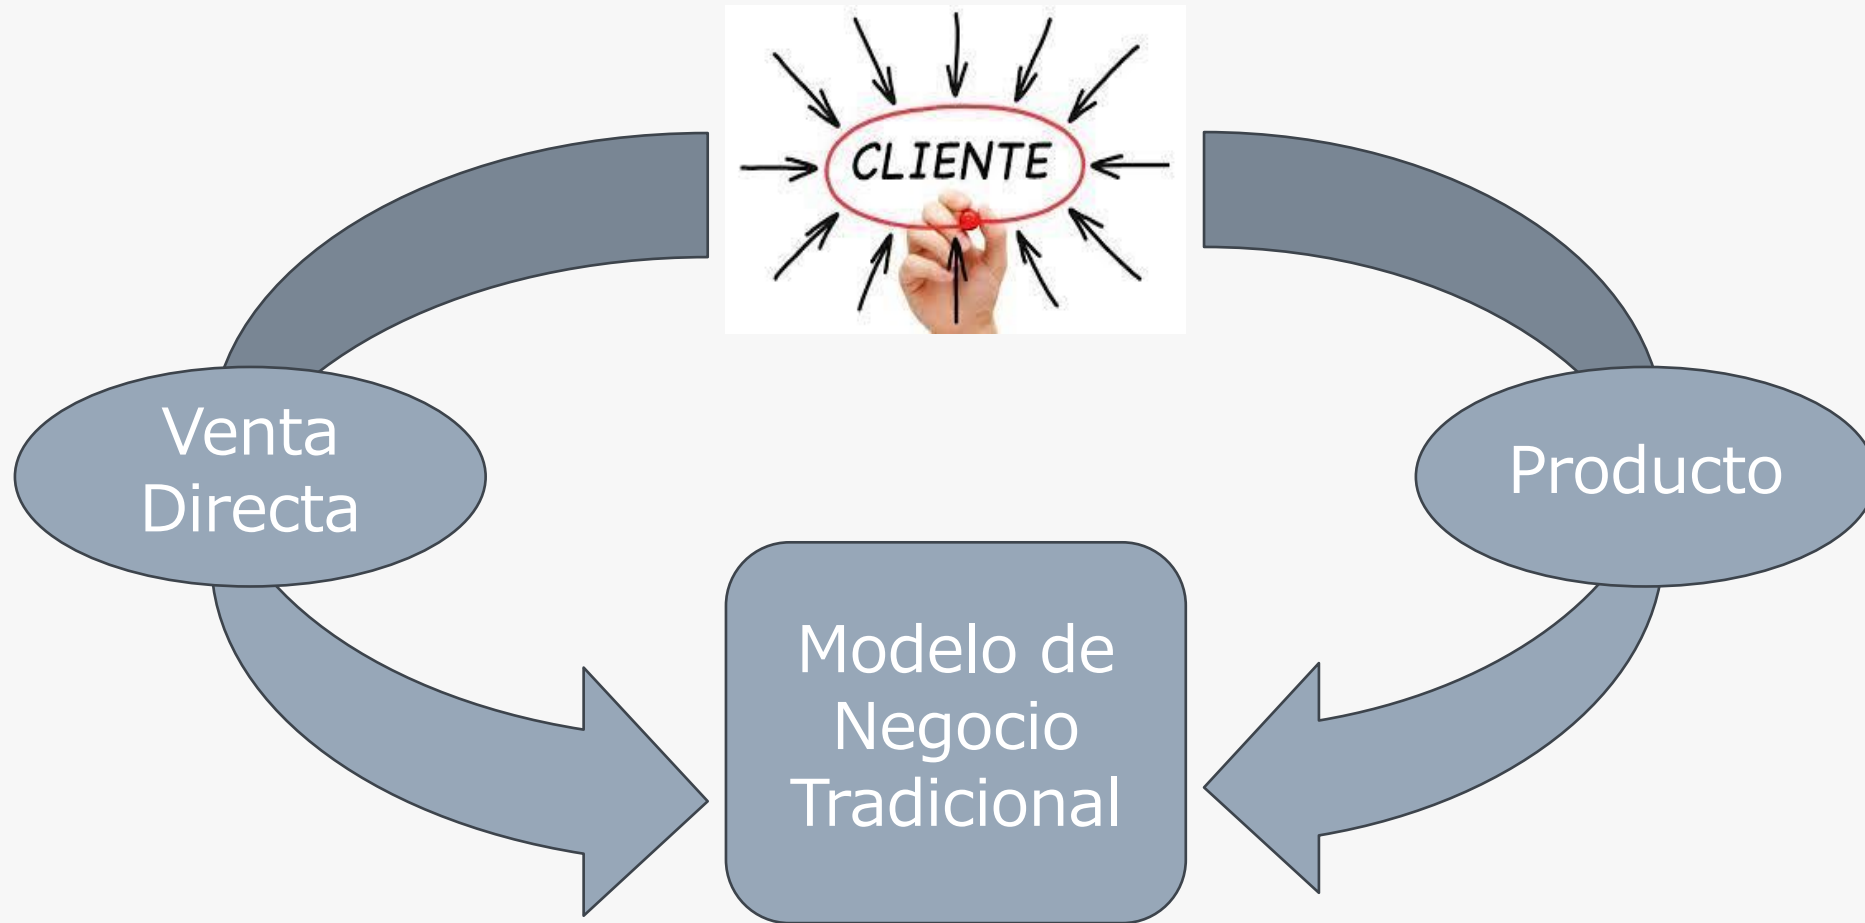 CLIENTE
Venta
Directa
Producto
Modelo de
Negocio
Tradicional